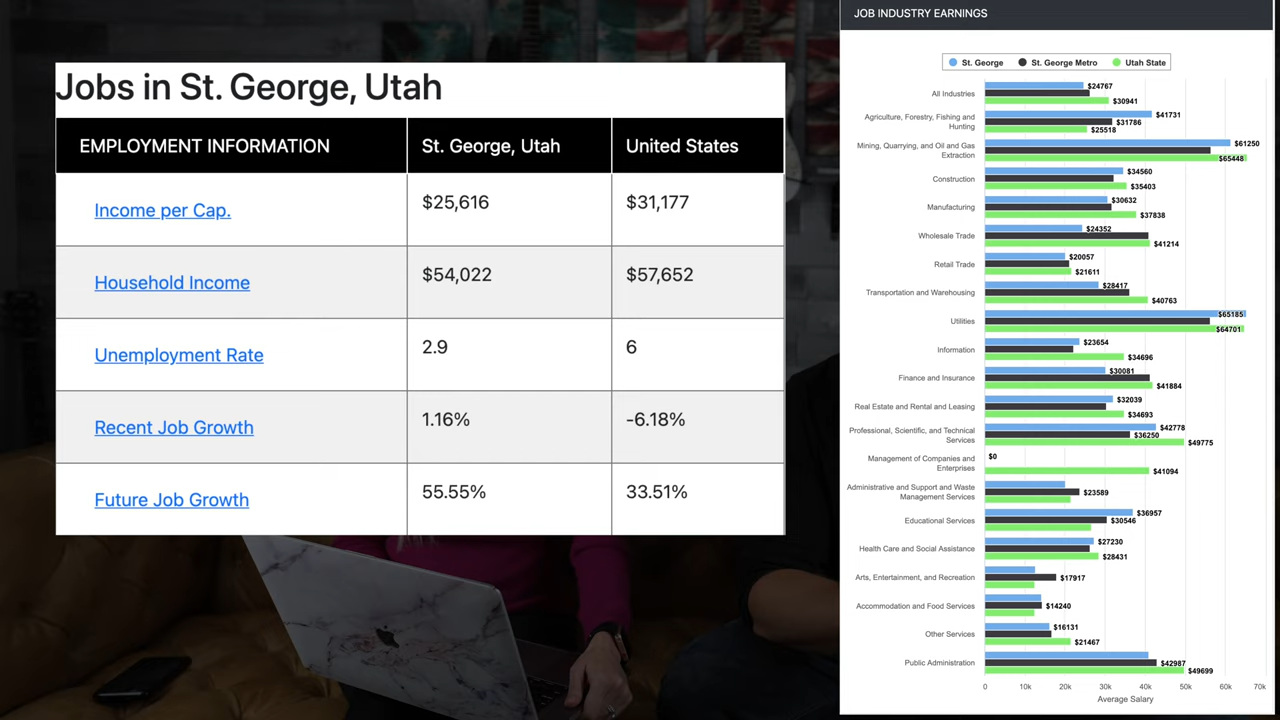 Jobs in St. George, Utah
EMPLOYMENT INFORMATION St. George, Utah United States
Income per Cap. $25,616 $31,177
Household Income $54,022 $57,652
Unemployment Rate 2.9 6
Recent Job Growth 1.16% -6.18%
Future Job Growth 55.55% 33.51%
JOB INDUSTRY EARNINGS
St. George St. George Metro Utah State
All Industries $24767 $30941
Agriculture, Forestry, Fishing and
Hunting $41731 $31786 $25518
Mining, Quarrying, and Oil and Gas
Extraction $61250 $65448
Construction $34560 $35403
Manufacturing $30632 $37838
Wholesale Trade $24352 $41214
Retail Trade $20057 $21611
Transportation and Warehousing $28417 $40763
Utilities $65185 $64701
Information $23654 $34696
Finance and Insurance $30081 $41884
Real Estate and Rental and Leasing $32039 $34693
Professional, Scientific, and Technical
Services $42778 $36250 $49775
Management of Companies and
Enterprises $0 $41094
Administrative and Support and Waste
Management Services $23589
Educational Services $36957 $30546
Health Care and Social Assistance $27230 $28431
Arts, Entertainment, and Recreation $17917
Accommodation and Food Services $14240
Other Services $16131 $21467
Public Administration $42987 $49699
0 10k 20k 30k 40k 50k 60k 70k
Average Salary